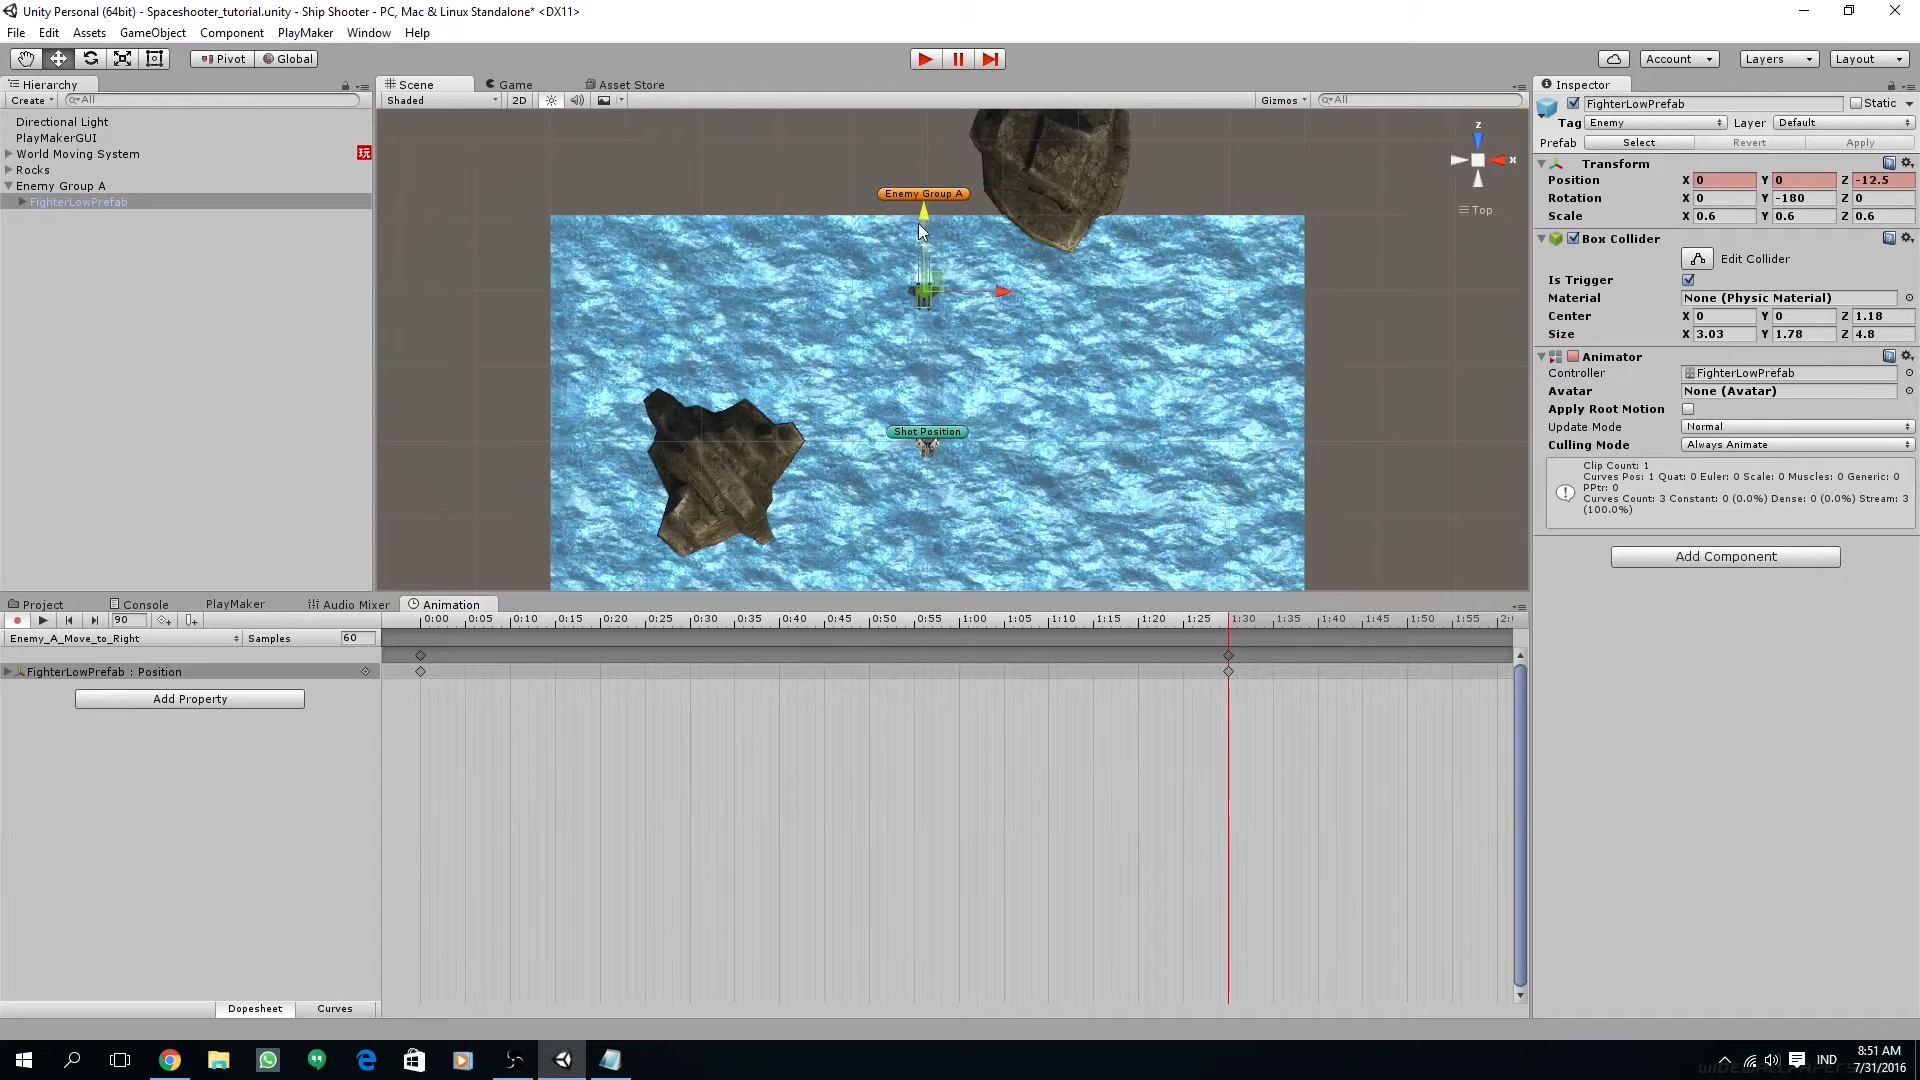 Unity Personal (64bit) - Spaceshooter_tutorial.unity - Ship Shooter - PC, Mac & Linux Standalone* <DX11>
File Edit Assets GameObject Component PlayMaker Window Help
Pivot Global Account Layers Layout
Hierarchy Scene Game Asset Store Inspector
Create All Shaded 2D Gizmos All
FighterLowPrefab Static
Tag Enemy Layer Default
Prefab Select Revert Apply
Directional Light
PlayMakerGUI
World Moving System 玩
Rocks
Enemy Group A
FighterLowPrefab
Enemy Group A
Shot Position
z
x
Top
Transform
Position X 0 Y 0 Z -12.5
Rotation X 0 Y -180 Z 0
Scale X 0.6 Y 0.6 Z 0.6
Box Collider
Edit Collider
Is Trigger
Material None (Physic Material)
Center X 0 Y 0 Z 1.18
Size X 3.03 Y 1.78 Z 4.8
Animator
Controller FighterLowPrefab
Avatar None (Avatar)
Apply Root Motion
Update Mode Normal
Culling Mode Always Animate
Clip Count: 1
Curves Pos: 1 Quat: 0 Euler: 0 Scale: 0 Muscles: 0 Generic: 0
PPtr: 0
Curves Count: 3 Constant: 0 (0.0%) Dense: 0 (0.0%) Stream: 3
(100.0%)
Add Component
Project Console PlayMaker Audio Mixer Animation
90 0:00 0:05 0:10 0:15 0:20 0:25 0:30 0:35 0:40 0:45 0:50 0:55 1:00 1:05 1:10 1:15 1:20 1:25 1:30 1:35 1:40 1:45 1:50 1:55
Enemy_A_Move_to_Right Samples 60
FighterLowPrefab : Position
Add Property
Dopesheet Curves
IND
8:51 AM
7/31/2016